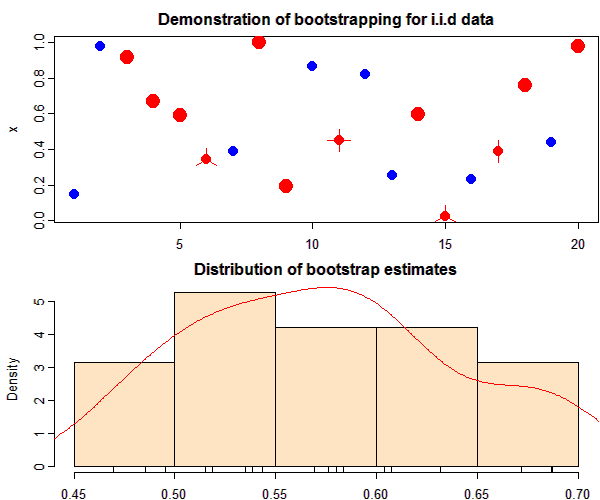 Demonstration of bootstrapping for i.i.d data
x
1.0
0.8
0.6
0.4
0.2
0.0
5 10 15 20
Distribution of bootstrap estimates
Density
5
4
3
2
1
0
0.45 0.50 0.55 0.60 0.65 0.70